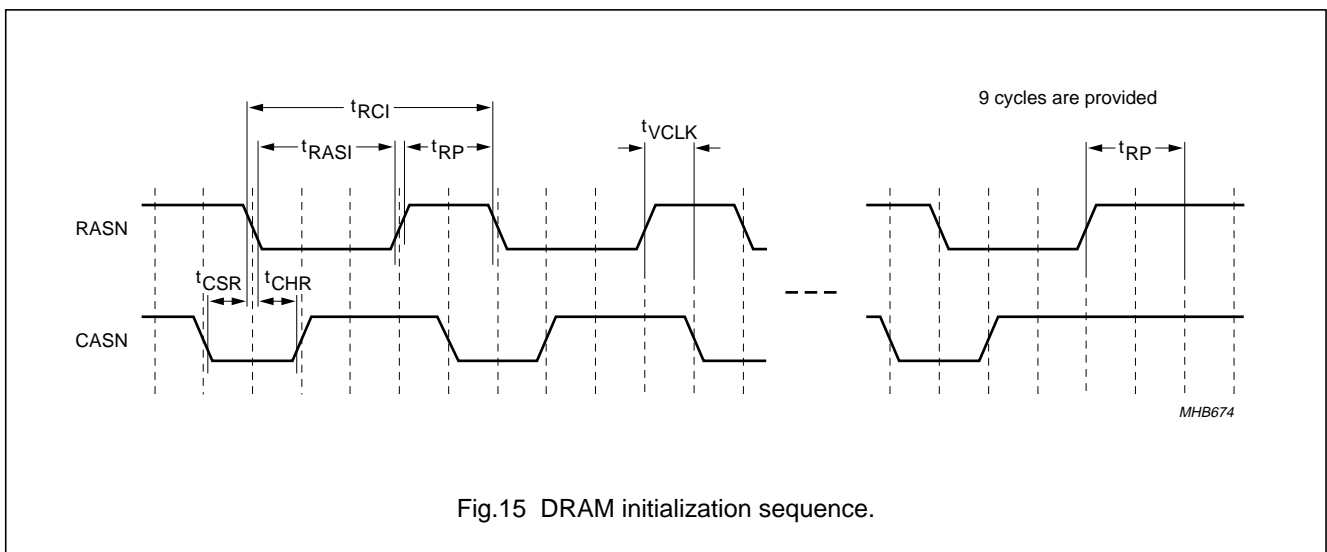 9 cycles are provided
tRCI
tVCLK
tRASI
tRP
tRP
RASN
tCSR
tCHR
CASN
MHB674
Fig.15 DRAM initialization sequence.